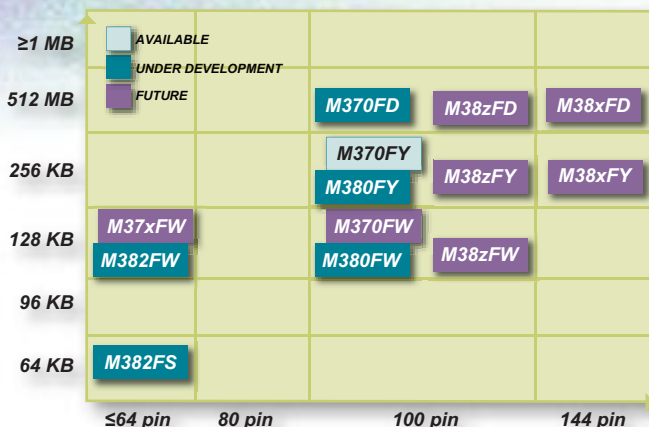 ≥1 MB
AVAILABLE
UNDER DEVELOPMENT
FUTURE
512 MB
M370FD
M38zFD
M38xFD
256 KB
M370FY
M380FY
M38zFY
M38xFY
128 KB
M37xFW
M382FW
M370FW
M380FW
M38zFW
96 KB
64 KB
M382FS
≤64 pin
80 pin
100 pin
144 pin